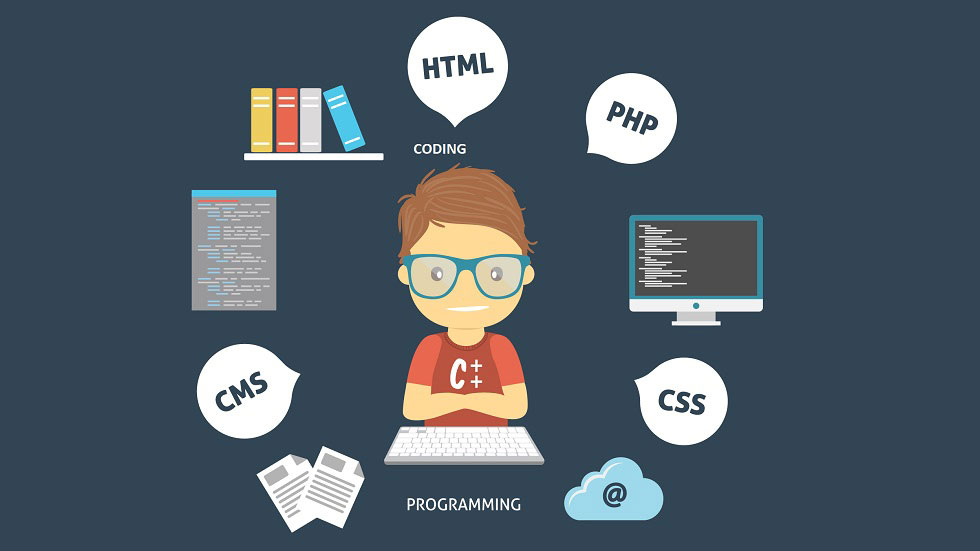 HTML
PHP
CODING
C++
CMS
CSS
@
PROGRAMMING